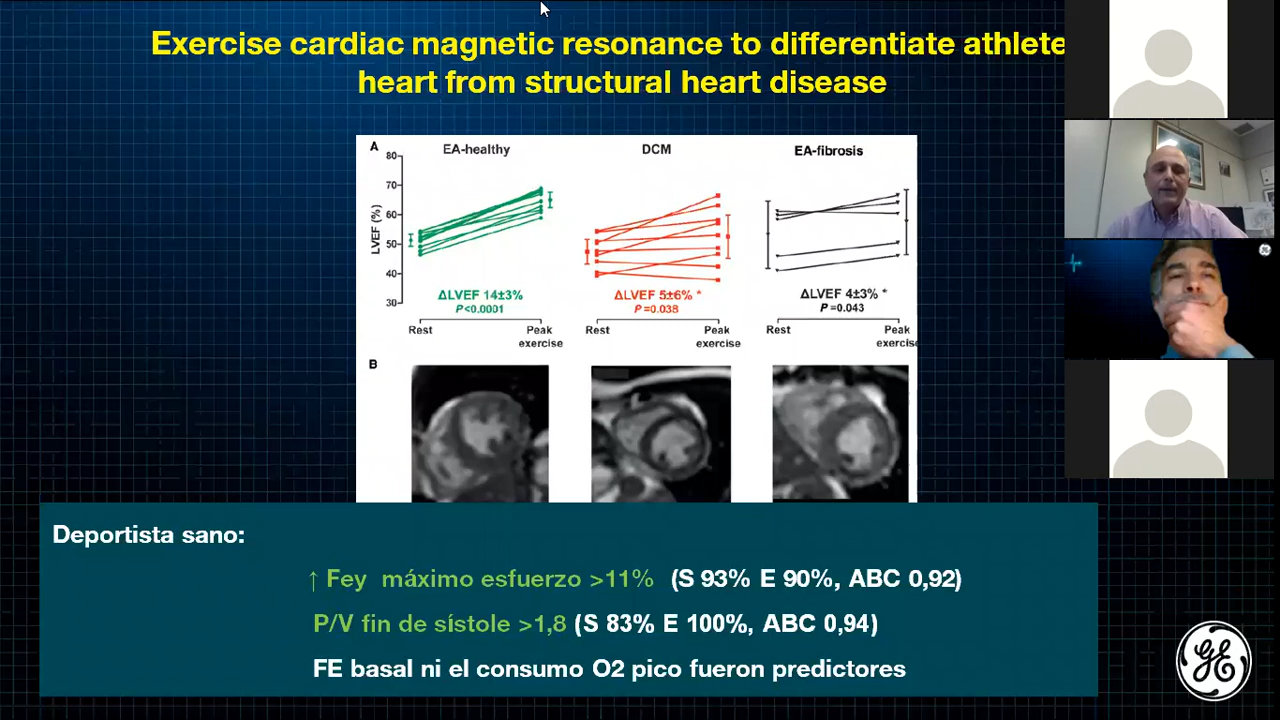 Exercise cardiac magnetic resonance to differentiate athlete
heart from structural heart disease
A
EA-healthy
DCM
EA-fibrosis
80
70
60
50
40
30
LVEF (%)
ΔLVEF 14±3%
P<0.0001
ΔLVEF 5±6% *
P=0.038
ΔLVEF 4±3% *
P=0.043
Rest
Peak
exercise
Rest
Peak
exercise
Rest
Peak
exercise
B
Deportista sano:
↑ Fey máximo esfuerzo >11% (S 93% E 90%, ABC 0,92)
P/V fin de sístole >1,8 (S 83% E 100%, ABC 0,94)
FE basal ni el consumo O2 pico fueron predictores
GE